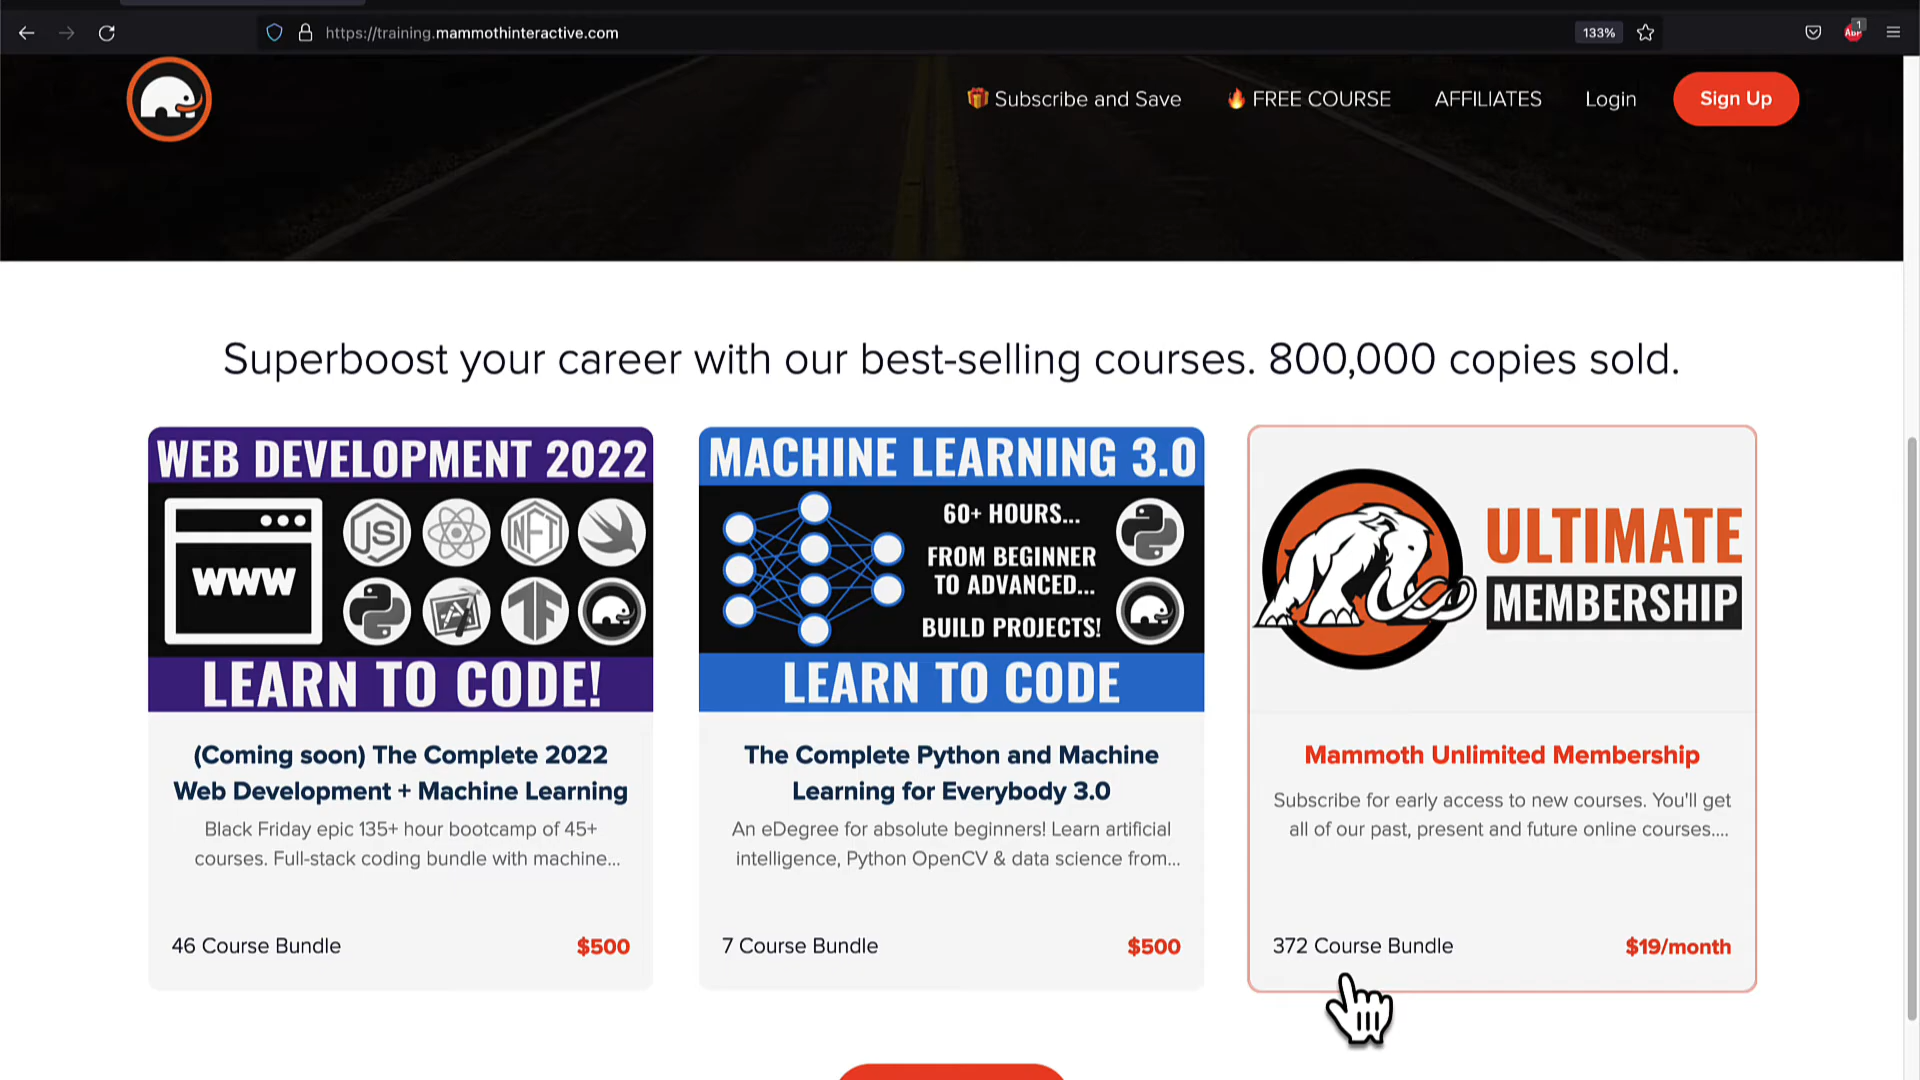 https://training.mammothinteractive.com
133%
ABP
1
Subscribe and Save
FREE COURSE
AFFILIATES
Login
Sign Up
Superboost your career with our best-selling courses. 800,000 copies sold.
WEB DEVELOPMENT 2022
WWW
JS
NFT
LEARN TO CODE!
(Coming soon) The Complete 2022
Web Development + Machine Learning
Black Friday epic 135+ hour bootcamp of 45+
courses. Full-stack coding bundle with machine...
46 Course Bundle
$500
MACHINE LEARNING 3.0
60+ HOURS...
FROM BEGINNER
TO ADVANCED...
BUILD PROJECTS!
LEARN TO CODE
The Complete Python and Machine
Learning for Everybody 3.0
An eDegree for absolute beginners! Learn artificial
intelligence, Python OpenCV & data science from...
7 Course Bundle
$500
ULTIMATE
MEMBERSHIP
Mammoth Unlimited Membership
Subscribe for early access to new courses. You'll get
all of our past, present and future online courses....
372 Course Bundle
$19/month